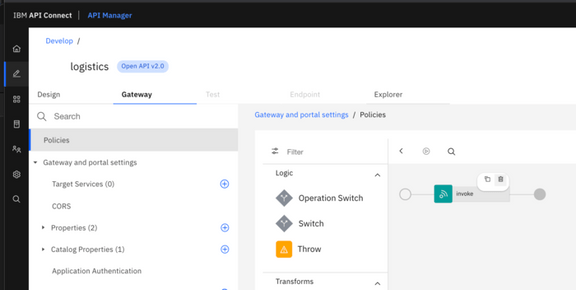 IBM API Connect | API Manager
Develop /
logistics Open API v2.0
Design Gateway Test Endpoint Explorer
Search
Policies
Gateway and portal settings
Target Services (0)
CORS
Properties (2)
Catalog Properties (1)
Application Authentication
Gateway and portal settings / Policies
Filter
Logic
Operation Switch
Switch
Throw
Transforms
invoke